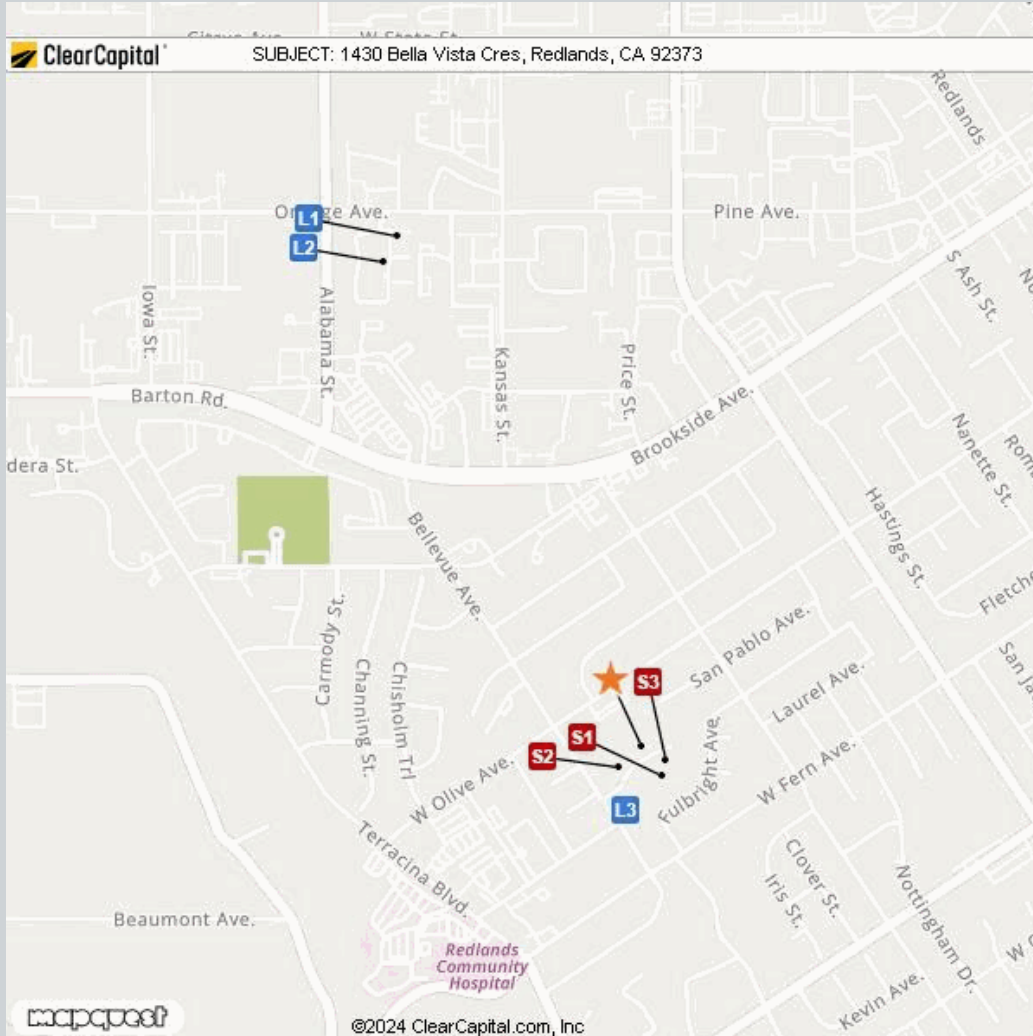 ClearCapital
SUBJECT: 1430 Bella Vista Cres, Redlands, CA 92373
Redlands
L1
Ave.
Pine Ave.
L2
S Ash St.
Iowa St.
Alabama St.
Kansas St.
Price St.
Barton Rd.
Brookside Ave.
dera St.
Nanette St.
Hastings St.
Bellevue Ave.
Carmody St.
Channing St.
Chisholm Trl
San Pablo Ave.
S3
Laurel Ave.
S1
S2
W Olive Ave.
Fulbright Ave.
W Fern Ave.
L3
Terracina Blvd.
Clover St.
Iris St.
Nottingham Dr.
Beaumont Ave.
Redlands
Community
Hospital
Kevin Ave.
mapquest
©2024 ClearCapital.com, Inc